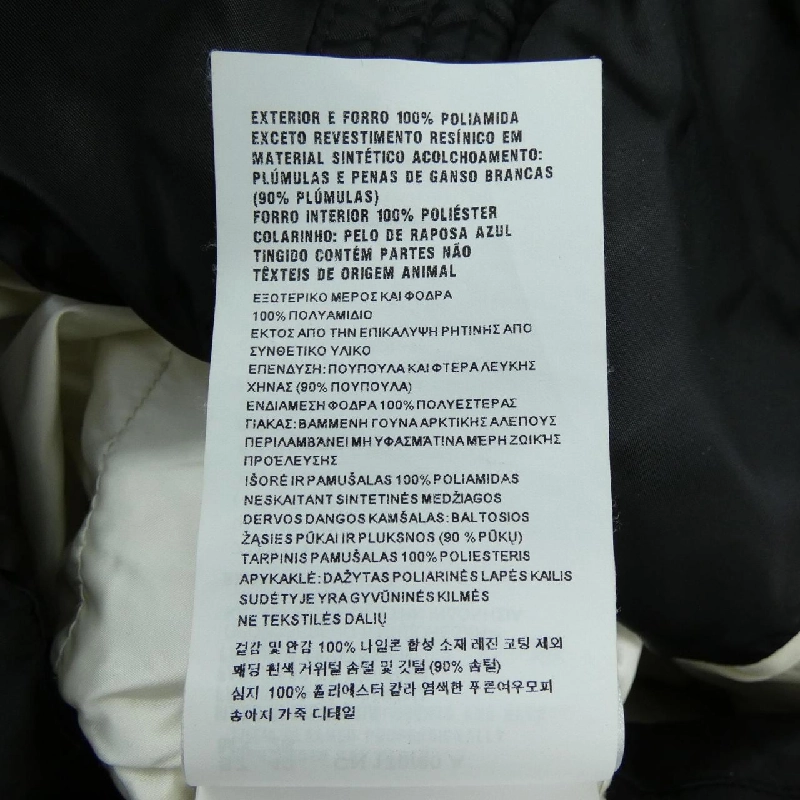 EXTERIOR E FORRO 100% POLIAMIDA
EXCETO REVESTIMENTO RESÍNICO EM
MATERIAL SINTÉTICO ACOLCHOAMENTO:
PLÚMULAS E PENAS DE GANSO BRANCAS
(90% PLÚMULAS)
FORRO INTERIOR 100% POLIÉSTER
COLARINHO: PELO DE RAPOSA AZUL
TINGIDO CONTÉM PARTES NÃO
TÊXTEIS DE ORIGEM ANIMAL
ΕΞΩΤΕΡΙΚΟ ΜΕΡΟΣ ΚΑΙ ΦΟΔΡΑ
100% ΠΟΛΥΑΜΙΔΙΟ
ΕΚΤΟΣ ΑΠΟ ΤΗΝ ΕΠΙΚΑΛΥΨΗ ΡΗΤΙΝΗΣ ΑΠΟ
ΣΥΝΘΕΤΙΚΟ ΥΛΙΚΟ
ΕΠΕΝΔΥΣΗ: ΠΟΥΠΟΥΛΑ ΚΑΙ ΦΤΕΡΑ ΛΕΥΚΗΣ
ΧΗΝΑΣ (90% ΠΟΥΠΟΥΛΑ)
ΕΝΔΙΑΜΕΣΗ ΦΟΔΡΑ 100% ΠΟΛΥΕΣΤΕΡΑΣ
ΓΙΑΚΑΣ: ΒΑΜΜΕΝΗ ΓΟΥΝΑ ΑΡΚΤΙΚΗΣ ΑΛΕΠΟΥΣ
ΠΕΡΙΛΑΜΒΑΝΕΙ ΜΗ ΥΦΑΣΜΑΤΙΝΑ ΜΕΡΗ ΖΩΙΚΗΣ
ΠΡΟΕΛΕΥΣΗΣ
IŠORĖ IR PAMUŠALAS 100% POLIAMIDAS
NESKAITANT SINTETINĖS MEDŽIAGOS
DERVOS DANGOS KAMŠALAS: BALTOSIOS
ŽĄSIES PŪKAI IR PLUKSNOS (90 % PŪKŲ)
TARPINIS PAMUŠALAS 100% POLIESTERIS
APYKAKLĖ: DAŽYTAS POLIARINĖS LAPĖS KAILIS
SUDĖTYJE YRA GYVŪNINĖS KILMĖS
NE TEKSTILĖS DALIŲ
겉감 및 안감 100% 나일론 합성 소재 레진 코팅 제외
패딩 흰색 거위털 솜털 및 깃털 (90% 솜털)
심지 100% 폴리에스터 칼라 염색한 푸른여우모피
송아지 가죽 디테일